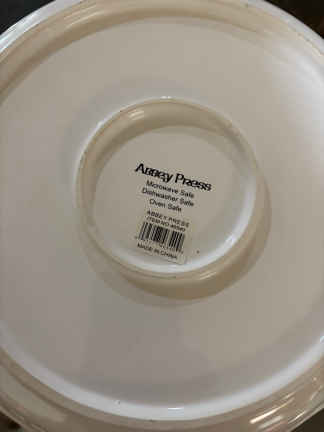 Abbey Press
Microwave Safe
Dishwasher Safe
Oven Safe
ABBEY PRESS
MADE IN CHINA